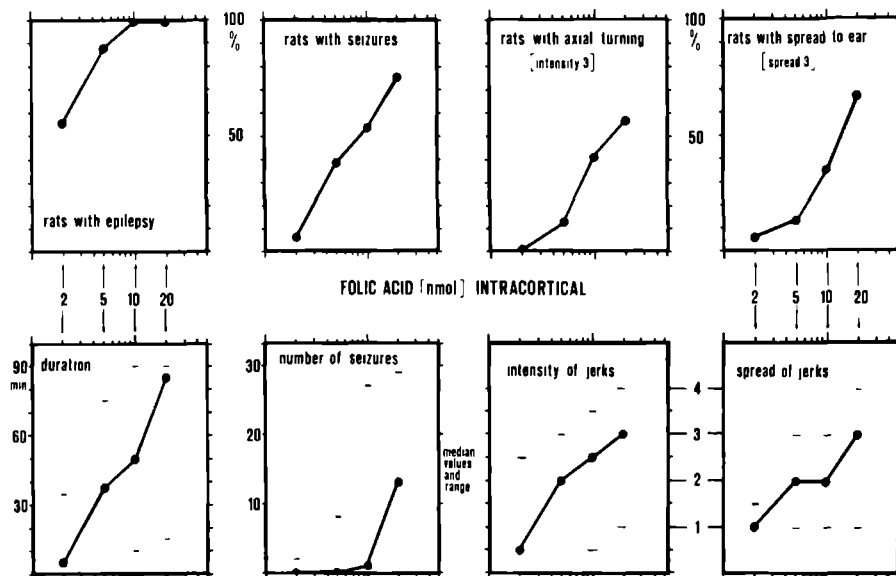 100
%
rats with epilepsy
50
rats with seizures
rats with axial turning
[intensity 3]
100
%
50
rats with spread to ear
[spread 3]
2 5 10 20
FOLIC ACID [nmol] INTRACORTICAL
2 5 10 20
90
min
50
30
duration
33
20
10
number of seizures
median
values
and
range
intensity of jerks
4
3
2
1
spread of jerks